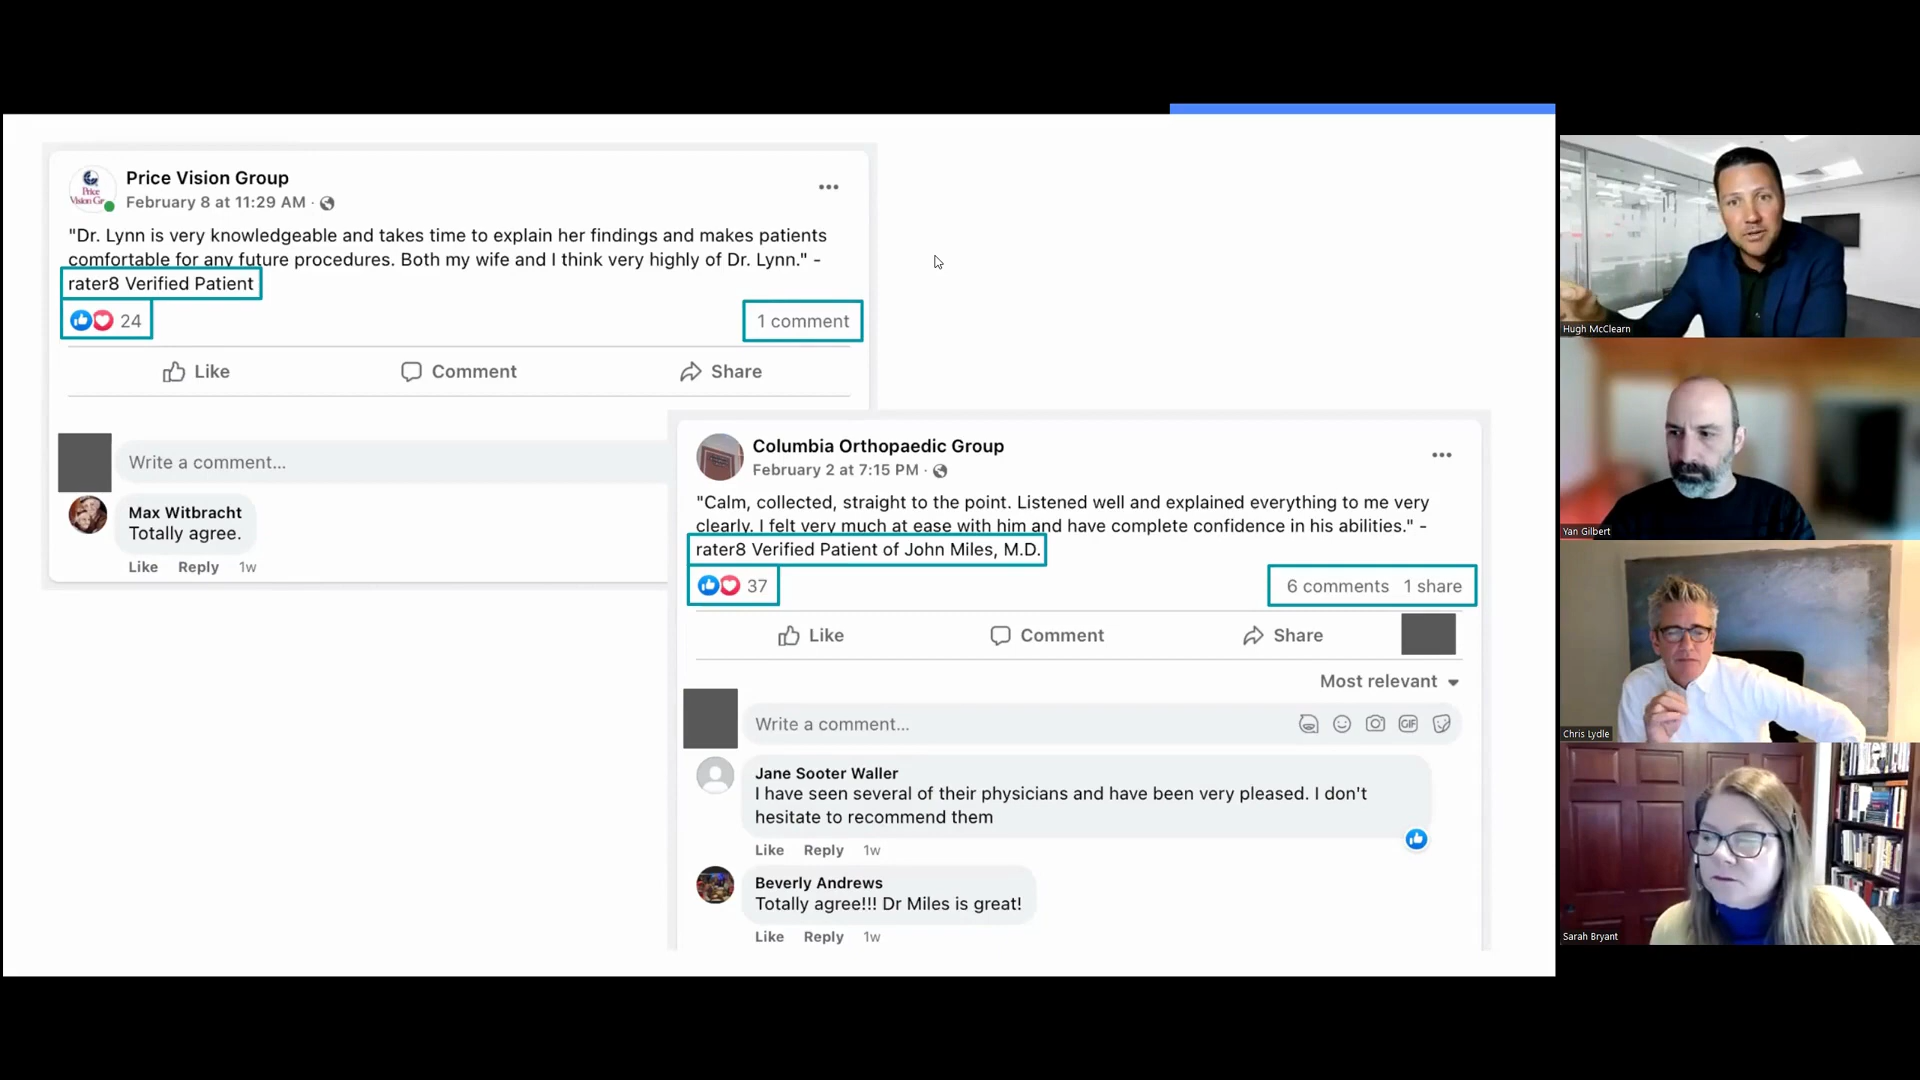 Price Vision Group
February 8 at 11:29 AM ·
"Dr. Lynn is very knowledgeable and takes time to explain her findings and makes patients
comfortable for any future procedures. Both my wife and I think very highly of Dr. Lynn." -
rater8 Verified Patient
24
1 comment
Like Comment Share
Write a comment...
Max Witbracht
Totally agree.
Like Reply 1w
Columbia Orthopaedic Group
February 2 at 7:15 PM ·
"Calm, collected, straight to the point. Listened well and explained everything to me very
clearly. I felt very much at ease with him and have complete confidence in his abilities." -
rater8 Verified Patient of John Miles, M.D.
37
6 comments 1 share
Like Comment Share
Most relevant
Write a comment...
GIF
Jane Sooter Waller
I have seen several of their physicians and have been very pleased. I don't
hesitate to recommend them
Like Reply 1w
Beverly Andrews
Totally agree!!! Dr Miles is great!
Like Reply 1w
Hugh McClearn
Yan Gilbert
Chris Lydle
Sarah Bryant